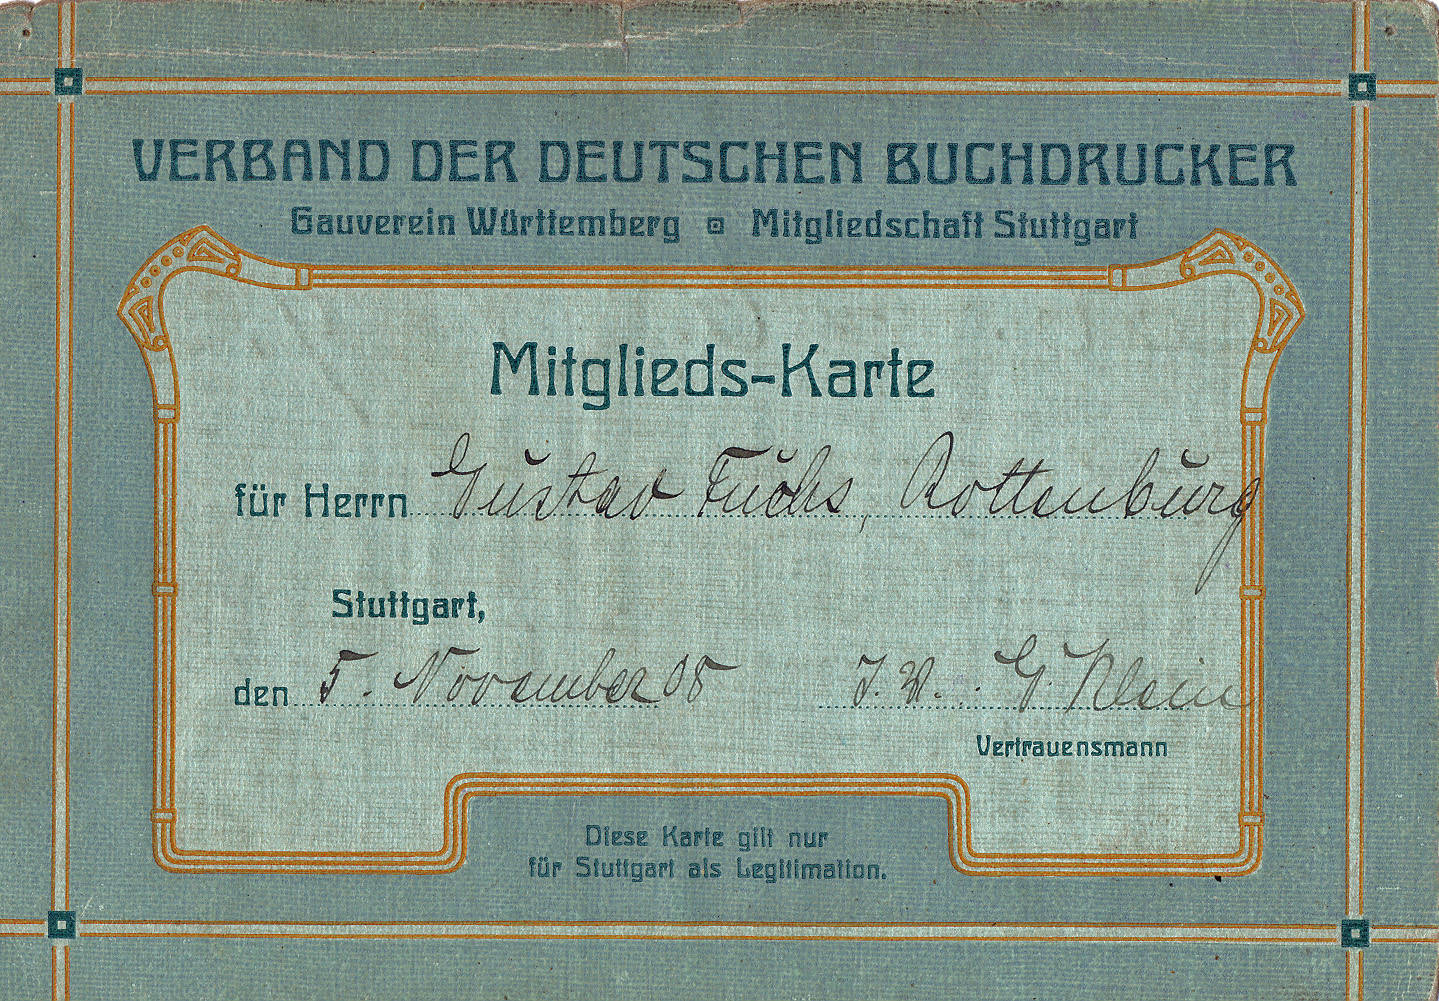 VERBAND DER DEUTSCHEN BUCHDRUCKER
Gauverein Württemberg ▫ Mitgliedschaft Stuttgart
Mitglieds-Karte
für Herrn Gustav Fuchs, Rottenburg
Stuttgart,
den 5. November 08 J. V. G. Klein
Vertrauensmann
Diese Karte gilt nur
für Stuttgart als Legitimation.